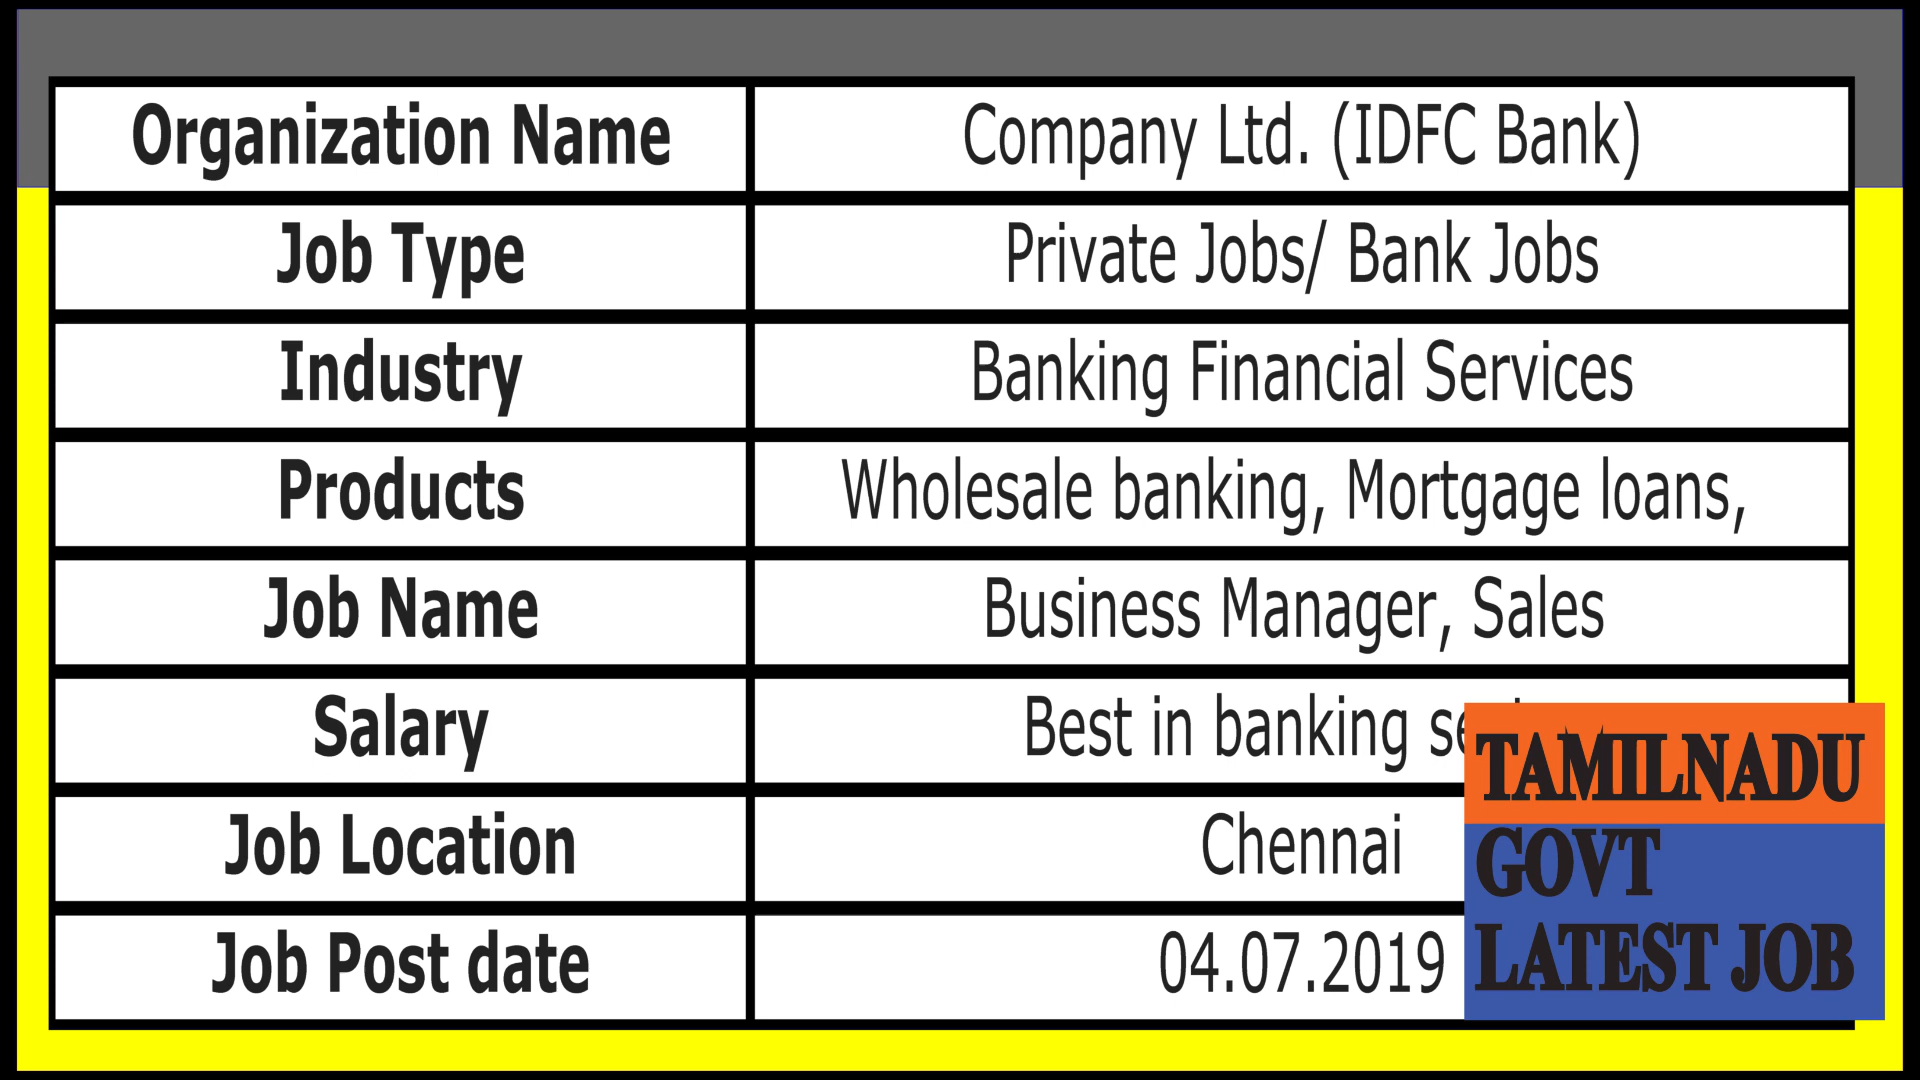 Organization Name Company Ltd. (IDFC Bank)
Job Type Private Jobs/ Bank Jobs
Industry Banking Financial Services
Products Wholesale banking, Mortgage loans,
Job Name Business Manager, Sales
Salary Best in banking
Job Location Chennai
Job Post date 04.07.2019
TAMILNADU
GOVT
LATEST JOB